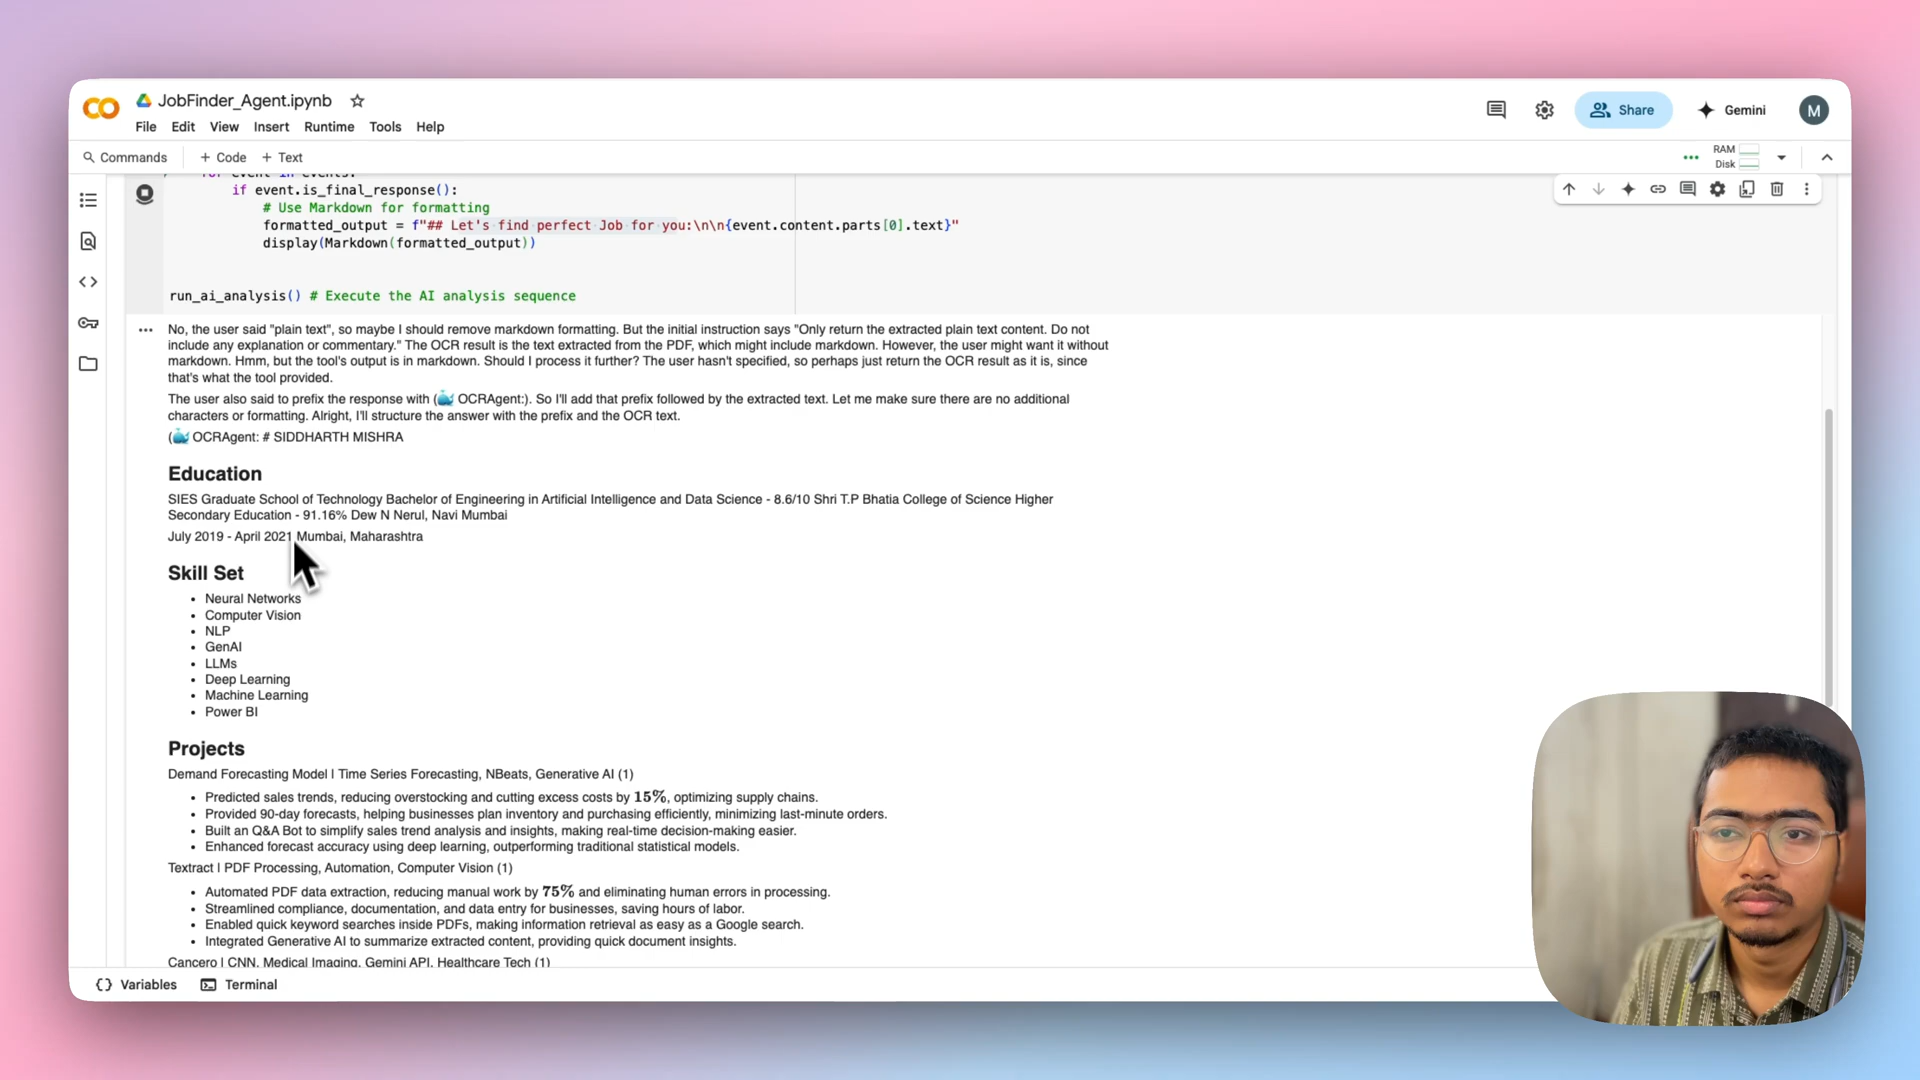 JobFinder_Agent.ipynb
File Edit View Insert Runtime Tools Help
Share
Gemini
M
Commands
+ Code + Text
RAM
Disk
if event.is_final_response():
# Use Markdown for formatting
formatted_output = f"## Let's find perfect Job for you:\n\n{event.content.parts[0].text}"
display(Markdown(formatted_output))
run_ai_analysis() # Execute the AI analysis sequence
No, the user said "plain text", so maybe I should remove markdown formatting. But the initial instruction says "Only return the extracted plain text content. Do not
include any explanation or commentary." The OCR result is the text extracted from the PDF, which might include markdown. However, the user might want it without
markdown. Hmm, but the tool's output is in markdown. Should I process it further? The user hasn't specified, so perhaps just return the OCR result as it is, since
that's what the tool provided.
The user also said to prefix the response with (🐳 OCRAgent:). So I'll add that prefix followed by the extracted text. Let me make sure there are no additional
characters or formatting. Alright, I'll structure the answer with the prefix and the OCR text.
(🐳 OCRAgent: # SIDDHARTH MISHRA
Education
SIES Graduate School of Technology Bachelor of Engineering in Artificial Intelligence and Data Science - 8.6/10 Shri T.P Bhatia College of Science Higher
Secondary Education - 91.16% Dew N Nerul, Navi Mumbai
July 2019 - April 2021 Mumbai, Maharashtra
Skill Set
• Neural Networks
• Computer Vision
• NLP
• GenAI
• LLMs
• Deep Learning
• Machine Learning
• Power BI
Projects
Demand Forecasting Model | Time Series Forecasting, NBeats, Generative AI (1)
• Predicted sales trends, reducing overstocking and cutting excess costs by 15%, optimizing supply chains.
• Provided 90-day forecasts, helping businesses plan inventory and purchasing efficiently, minimizing last-minute orders.
• Built an Q&A Bot to simplify sales trend analysis and insights, making real-time decision-making easier.
• Enhanced forecast accuracy using deep learning, outperforming traditional statistical models.
Textract | PDF Processing, Automation, Computer Vision (1)
• Automated PDF data extraction, reducing manual work by 75% and eliminating human errors in processing.
• Streamlined compliance, documentation, and data entry for businesses, saving hours of labor.
• Enabled quick keyword searches inside PDFs, making information retrieval as easy as a Google search.
• Integrated Generative AI to summarize extracted content, providing quick document insights.
Cancero | CNN, Medical Imaging, Gemini API, Healthcare Tech (1)
Variables Terminal